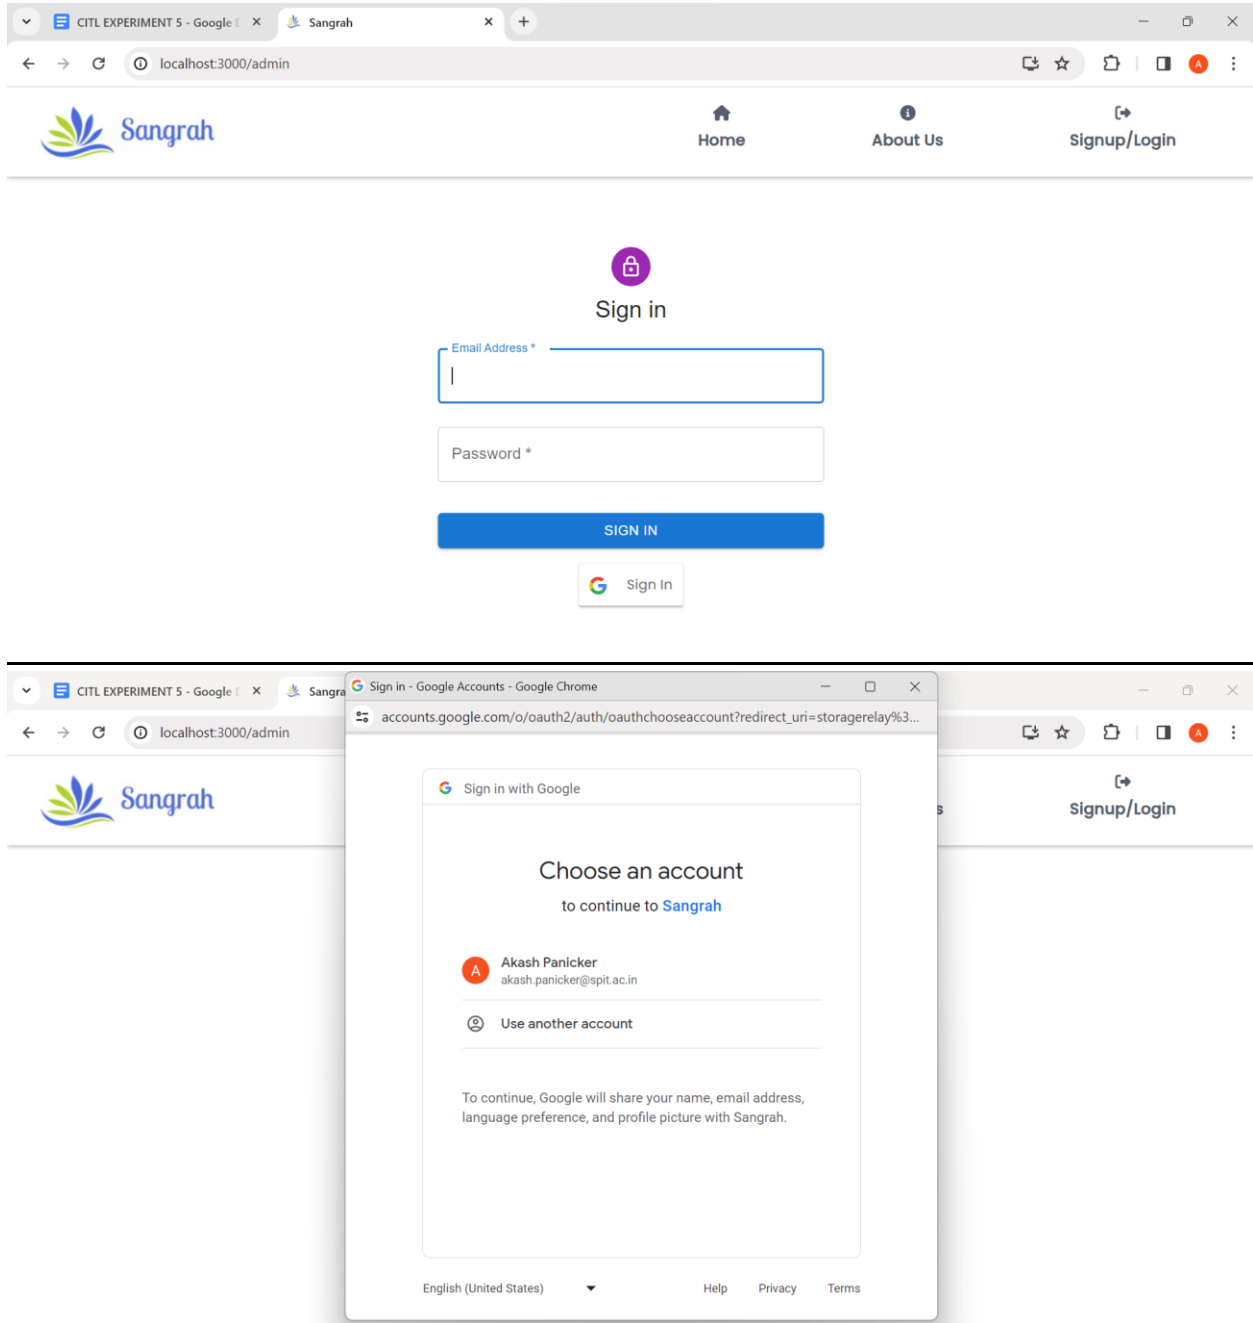 CITL EXPERIMENT 5 - Google
Sangrah
localhost:3000/admin
A
Sangrah
Home
About Us
Signup/Login
Sign in
Email Address *
Password *
SIGN IN
Sign In
CITL EXPERIMENT 5 - Google
Sangra
Sign in - Google Accounts - Google Chrome
accounts.google.com/o/oauth2/auth/oauthchooseaccount?redirect_uri=storagerelay%3...
localhost:3000/admin
A
Sangrah
s
Signup/Login
Sign in with Google
Choose an account
to continue to Sangrah
A
Akash Panicker
akash.panicker@spit.ac.in
Use another account
To continue, Google will share your name, email address,
language preference, and profile picture with Sangrah.
English (United States)
Help
Privacy
Terms